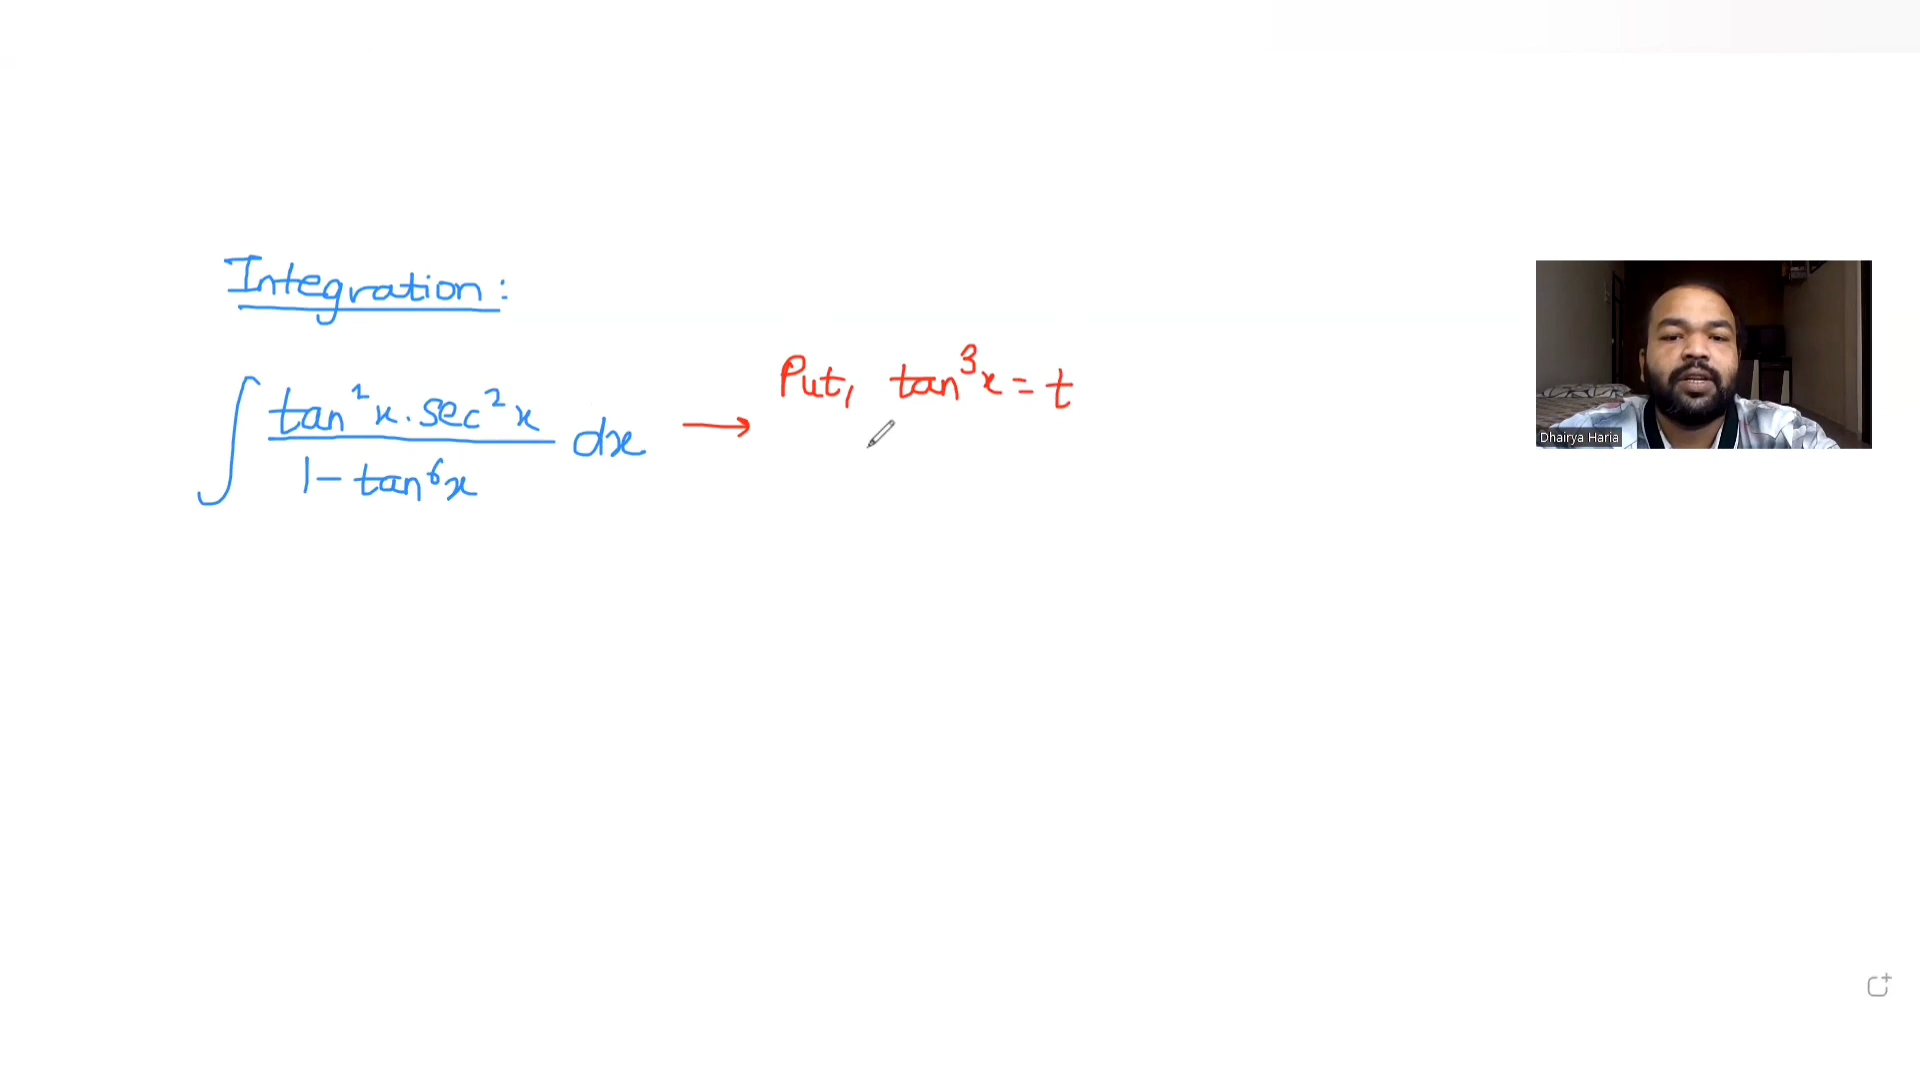 Integration:
∫ tan²x · sec²x / 1 - tan⁶x dx →
Put, tan³x = t
Dhairya Haria